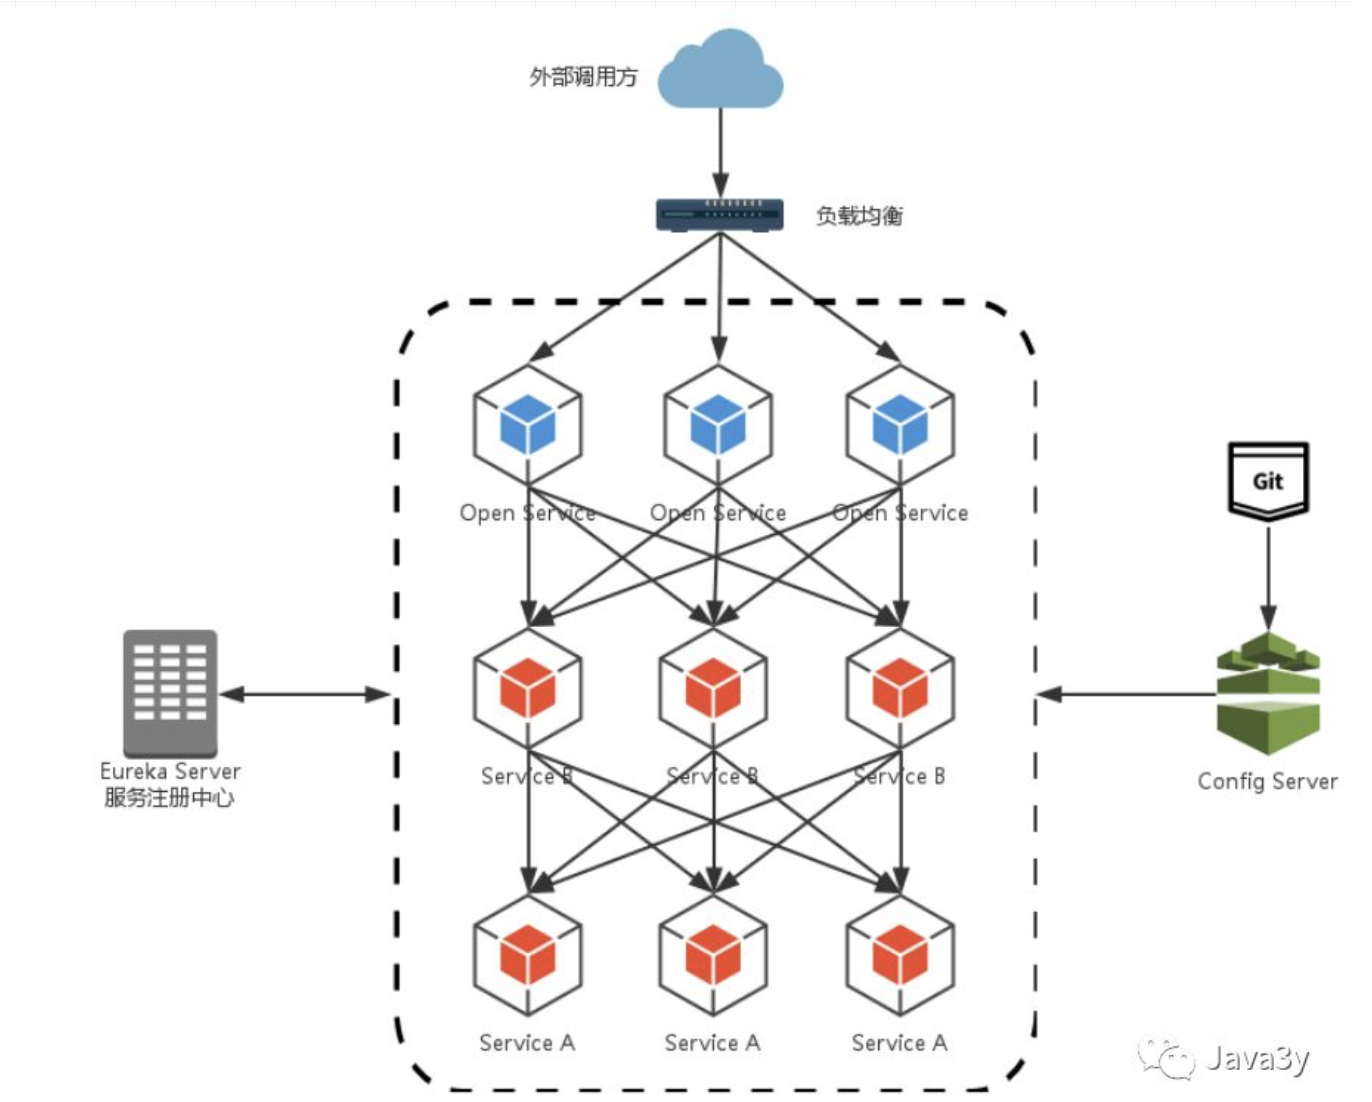 外部调用方
负载均衡
Open Service
Open Service
Open Service
Git
Eureka Server
服务注册中心
Service B
Service B
Service B
Config Server
Service A
Service A
Service A
Java3y